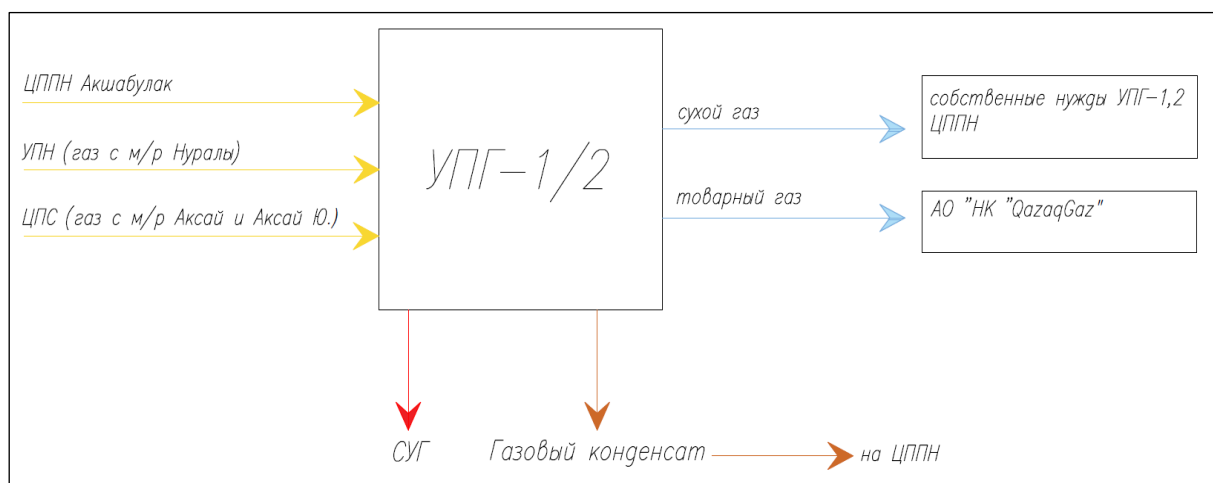 ЦППН Акшабулак
УПН (газ с м/р Нуралы)
ЦПС (газ с м/р Аксай и Аксай Ю.)
УПГ-1/2
сухой газ
товарный газ
собственные нужды УПГ-1,2
ЦППН
АО "НК "QazaqGaz"
СУГ
Газовый конденсат
на ЦППН